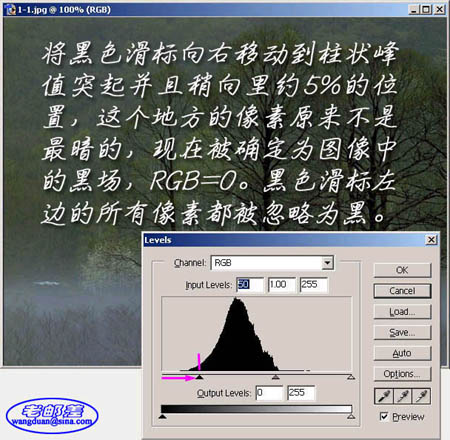 1-1.jpg @ 100% (RGB)
将黑色滑标向右移动到柱状峰
值突起并且稍向里约5%的位
置，这个地方的像素原来不是
最暗的，现在被确定为图像中
的黑场，RGB=0。黑色滑标左
边的所有像素都被忽略为黑。
Levels
Channel: RGB
Input Levels: 50 1.00 255
Output Levels: 0 255
OK
Cancel
Load...
Save...
Auto
Options...
Preview
老邮差
wangduan@sina.com